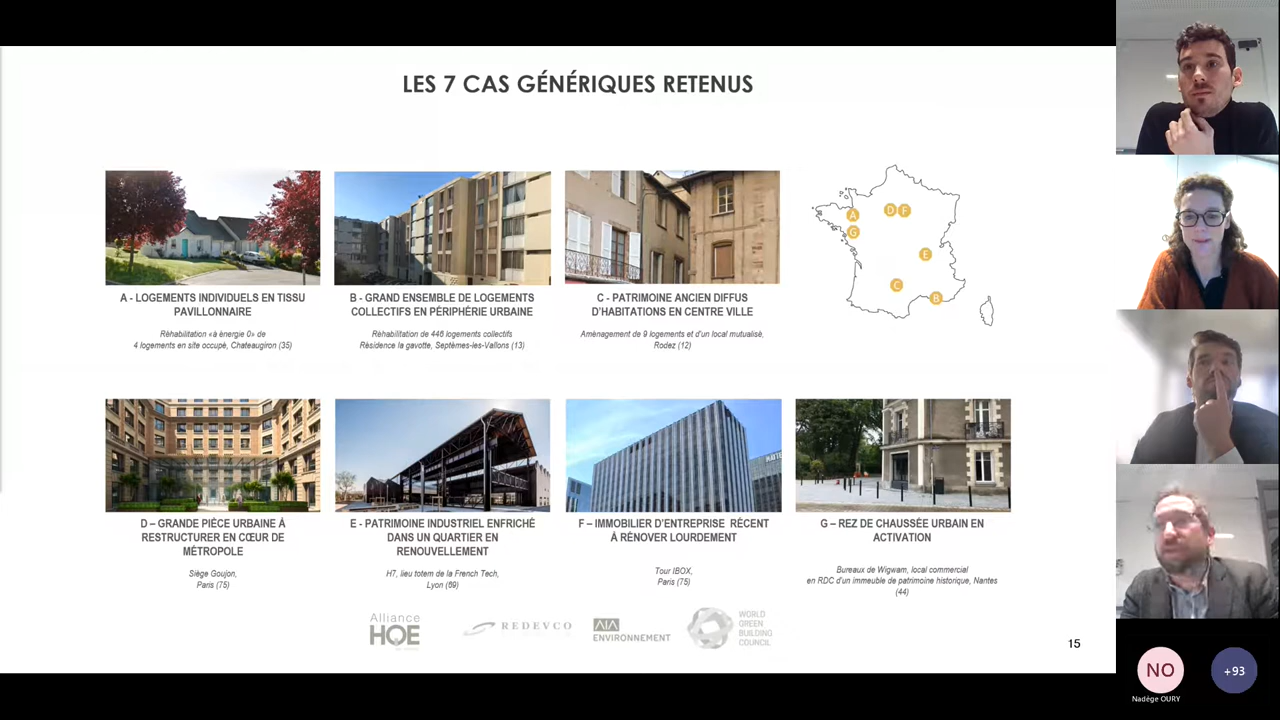 LES 7 CAS GÉNÉRIQUES RETENUS
A - LOGEMENTS INDIVIDUELS EN TISSU
PAVILLONNAIRE
Réhabilitation «à énergie 0» de
4 logements en site occupé, Chateaugiron (35)
B - GRAND ENSEMBLE DE LOGEMENTS
COLLECTIFS EN PÉRIPHÉRIE URBAINE
Réhabilitation de 446 logements collectifs
Résidence la gavotte, Septèmes-les-Vallons (13)
C - PATRIMOINE ANCIEN DIFFUS
D'HABITATIONS EN CENTRE VILLE
Aménagement de 9 logements et d'un local mutualisé,
Rodez (12)
A
G
D F
E
C
B
D – GRANDE PIÈCE URBAINE À
RESTRUCTURER EN CŒUR DE
MÉTROPOLE
Siège Goujon,
Paris (75)
E - PATRIMOINE INDUSTRIEL ENFRICHÉ
DANS UN QUARTIER EN
RENOUVELLEMENT
H7, lieu totem de la French Tech,
Lyon (69)
F – IMMOBILIER D'ENTREPRISE RÉCENT
À RÉNOVER LOURDEMENT
Tour IBOX,
Paris (75)
G – REZ DE CHAUSSÉE URBAIN EN
ACTIVATION
Bureaux de Wigwam, local commercial
en RDC d'un immeuble de patrimoine historique, Nantes
(44)
Alliance
HQE
REDEVCO
AIA
ENVIRONNEMENT
WORLD
GREEN
BUILDING
COUNCIL
15
NO
+93
Nadège OURY